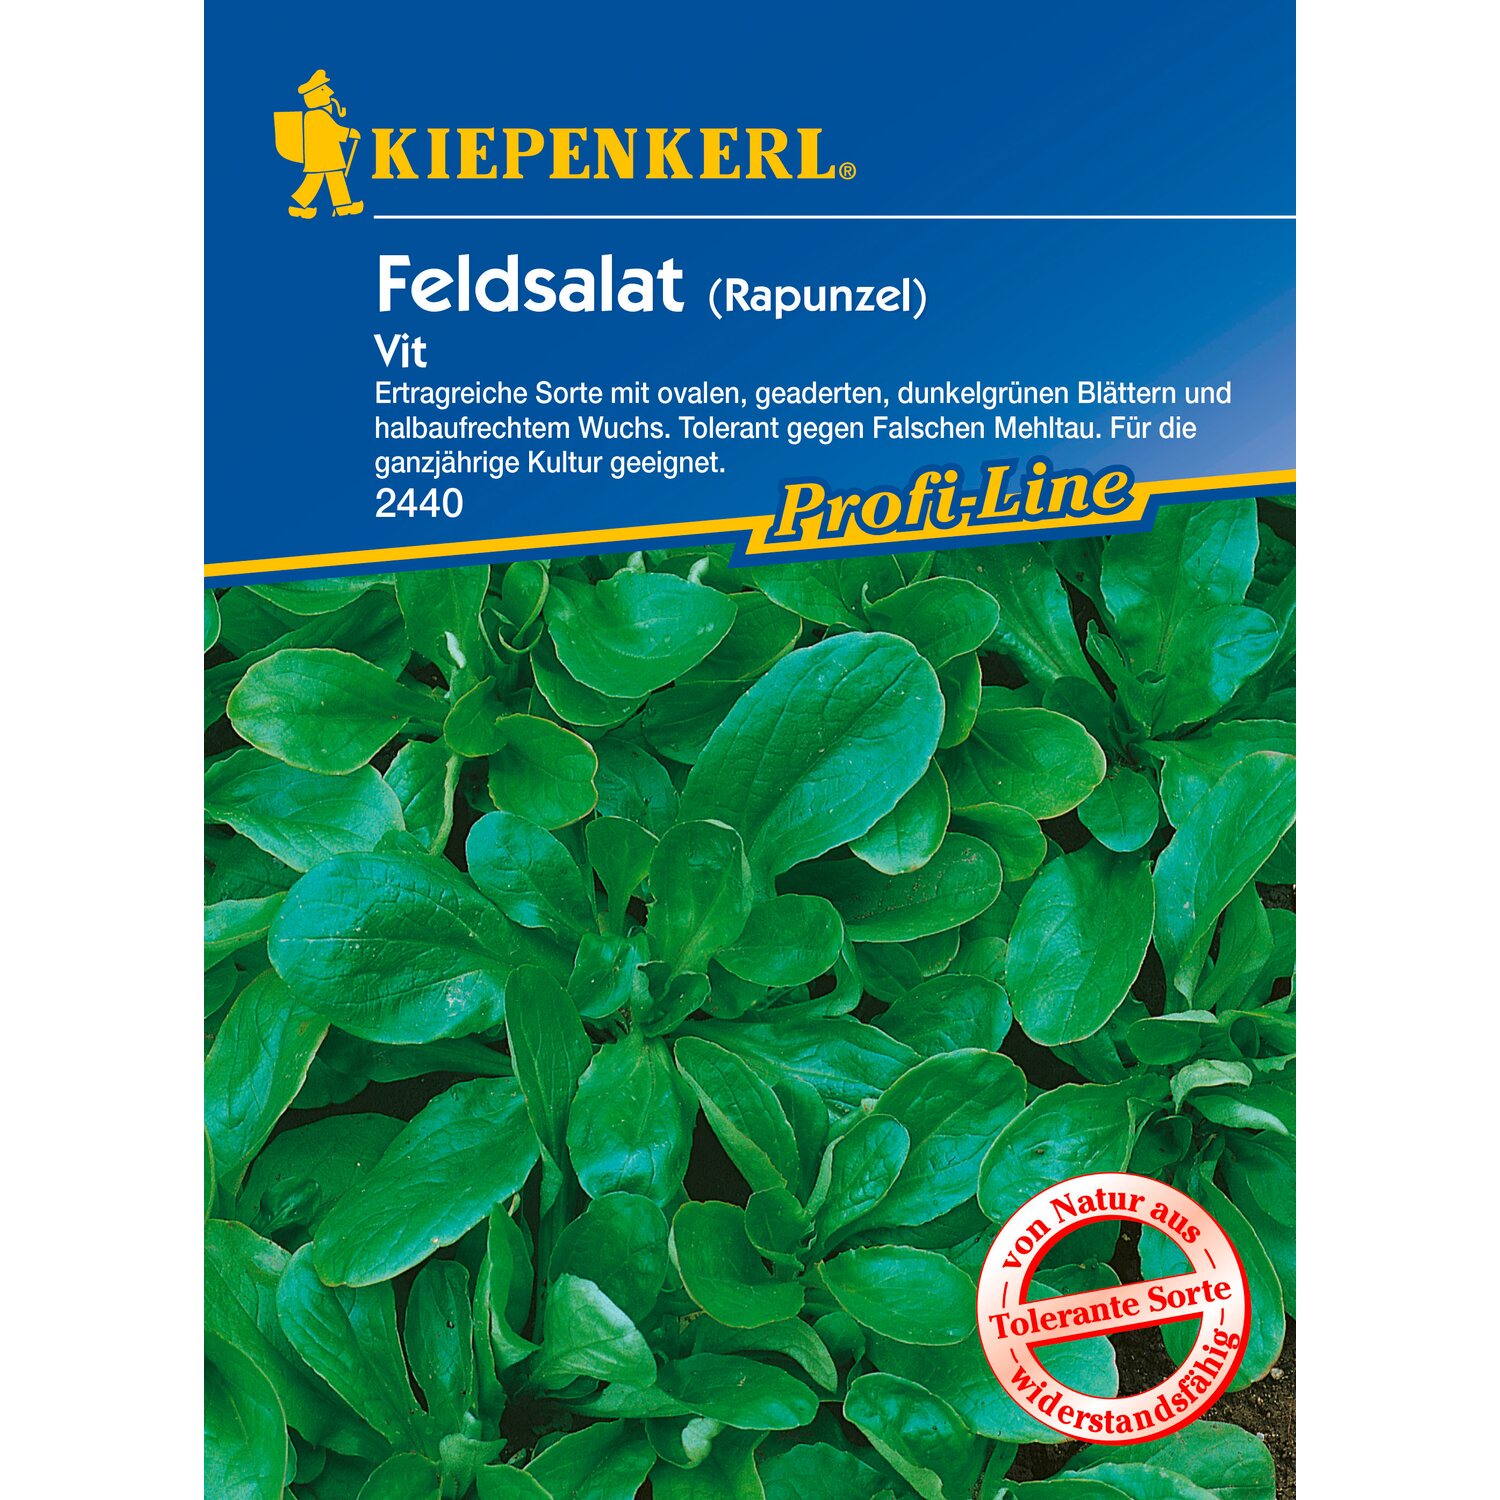 KIEPENKERL®
Feldsalat (Rapunzel)
Vit
Ertragreiche Sorte mit ovalen, geaderten, dunkelgrünen Blättern und
halbaufrechtem Wuchs. Tolerant gegen Falschen Mehltau. Für die
ganzjährige Kultur geeignet.
2440
Profi-Line
von Natur aus
Tolerante Sorte
widerstandsfähig